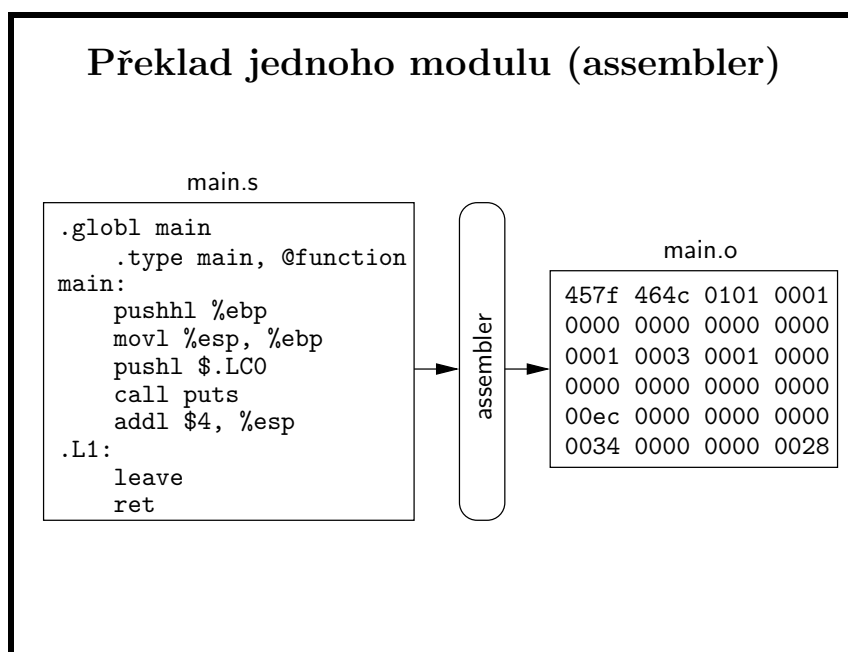 Překlad jednoho modulu (assembler)
main.s
.globl main
.type main, @function
main:
pushhl %ebp
movl %esp, %ebp
pushl $.LC0
call puts
addl $4, %esp
.L1:
leave
ret
assembler
main.o
457f 464c 0101 0001
0000 0000 0000 0000
0001 0003 0001 0000
0000 0000 0000 0000
00ec 0000 0000 0000
0034 0000 0000 0028